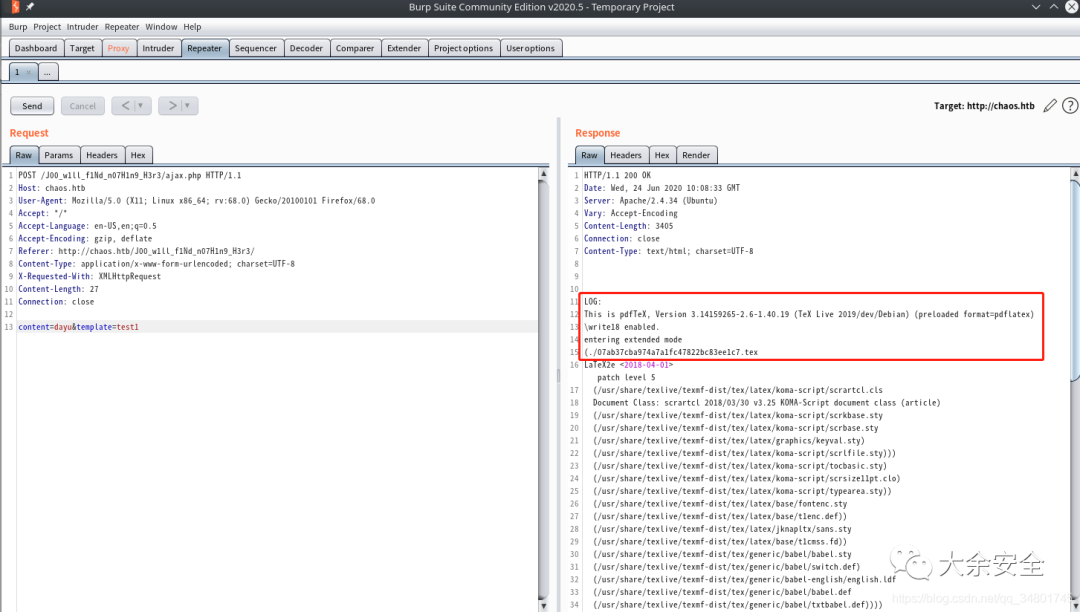 Burp Suite Community Edition v2020.5 - Temporary Project
Burp Project Intruder Repeater Window Help
Dashboard Target Proxy Intruder Repeater Sequencer Decoder Comparer Extender Project options User options
1 × ...
Send Cancel < ▼ > ▼ Target: http://chaos.htb ?
Request
Raw Params Headers Hex
1 POST /J00_w1ll_f1Nd_n07H1n9_H3r3/ajax.php HTTP/1.1
2 Host: chaos.htb
3 User-Agent: Mozilla/5.0 (X11; Linux x86_64; rv:68.0) Gecko/20100101 Firefox/68.0
4 Accept: */*
5 Accept-Language: en-US,en;q=0.5
6 Accept-Encoding: gzip, deflate
7 Referer: http://chaos.htb/J00_w1ll_f1Nd_n07H1n9_H3r3/
8 Content-Type: application/x-www-form-urlencoded; charset=UTF-8
9 X-Requested-With: XMLHttpRequest
10 Content-Length: 27
11 Connection: close
12
13 content=dayu&template=test1
Response
Raw Headers Hex Render
1 HTTP/1.1 200 OK
2 Date: Wed, 24 Jun 2020 10:08:33 GMT
3 Server: Apache/2.4.34 (Ubuntu)
4 Vary: Accept-Encoding
5 Content-Length: 3405
6 Connection: close
7 Content-Type: text/html; charset=UTF-8
8
9
10
11 LOG:
12 This is pdfTeX, Version 3.14159265-2.6-1.40.19 (TeX Live 2019/dev/Debian) (preloaded format=pdflatex)
13 \write18 enabled.
14 entering extended mode
15 (./07ab37cba974a7a1fc47822bc83ee1c7.tex
16 LaTeX2e <2018-04-01>
patch level 5
17 (/usr/share/texlive/texmf-dist/tex/latex/koma-script/scrartcl.cls
18 Document Class: scrartcl 2018/03/30 v3.25 KOMA-Script document class (article)
19 (/usr/share/texlive/texmf-dist/tex/latex/koma-script/scrkbase.sty
20 (/usr/share/texlive/texmf-dist/tex/latex/koma-script/scrbase.sty
21 (/usr/share/texlive/texmf-dist/tex/latex/graphics/keyval.sty)
22 (/usr/share/texlive/texmf-dist/tex/latex/koma-script/scrlfile.sty)))
23 (/usr/share/texlive/texmf-dist/tex/latex/koma-script/tocbasic.sty)
24 (/usr/share/texlive/texmf-dist/tex/latex/koma-script/scrsize11pt.clo)
25 (/usr/share/texlive/texmf-dist/tex/latex/koma-script/typearea.sty))
26 (/usr/share/texlive/texmf-dist/tex/latex/base/fontenc.sty
27 (/usr/share/texlive/texmf-dist/tex/latex/base/t1enc.def))
28 (/usr/share/texlive/texmf-dist/tex/latex/jknapltx/sans.sty
29 (/usr/share/texlive/texmf-dist/tex/latex/base/t1cmss.fd))
30 (/usr/share/texlive/texmf-dist/tex/generic/babel/babel.sty
31 (/usr/share/texlive/texmf-dist/tex/generic/babel/switch.def)
32 (/usr/share/texlive/texmf-dist/tex/generic/babel-english/english.ldf
33 (/usr/share/texlive/texmf-dist/tex/generic/babel/babel.def
34 (/usr/share/texlive/texmf-dist/tex/generic/babel/txtbabel.def))))
大余安全